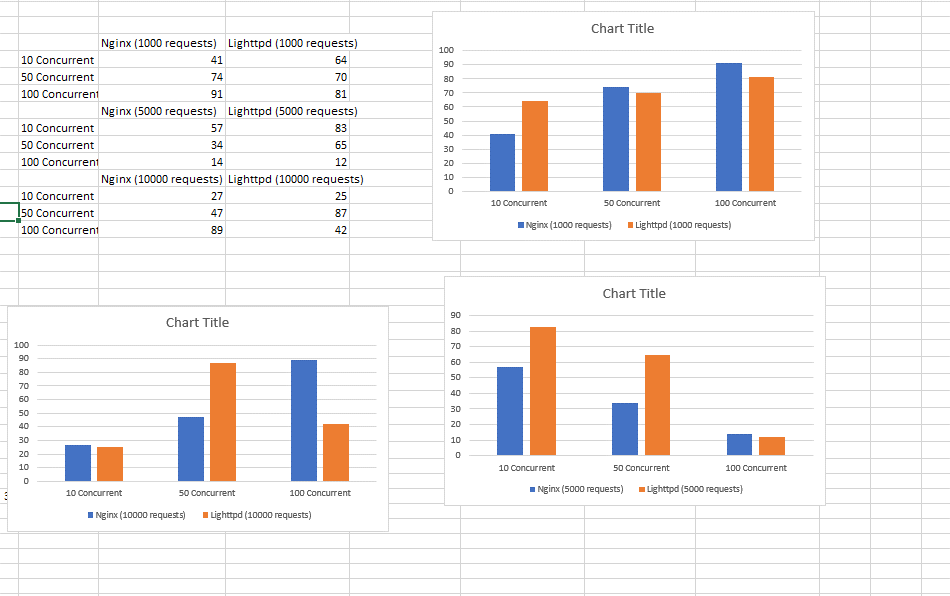 Nginx (1000 requests) Lighttpd (1000 requests)
10 Concurrent 41 64
50 Concurrent 74 70
100 Concurrent 91 81
Nginx (5000 requests) Lighttpd (5000 requests)
10 Concurrent 57 83
50 Concurrent 34 65
100 Concurrent 14 12
Nginx (10000 requests) Lighttpd (10000 requests)
10 Concurrent 27 25
50 Concurrent 47 87
100 Concurrent 89 42
Chart Title
100
90
80
70
60
50
40
30
20
10
0
10 Concurrent 50 Concurrent 100 Concurrent
Nginx (1000 requests) Lighttpd (1000 requests)
Chart Title
100
90
80
70
60
50
40
30
20
10
0
10 Concurrent 50 Concurrent 100 Concurrent
Nginx (10000 requests) Lighttpd (10000 requests)
Chart Title
90
80
70
60
50
40
30
20
10
0
10 Concurrent 50 Concurrent 100 Concurrent
Nginx (5000 requests) Lighttpd (5000 requests)